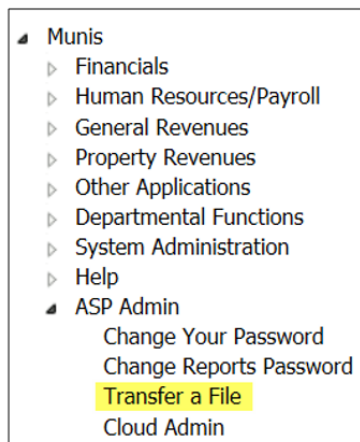 Munis
Financials
Human Resources/Payroll
General Revenues
Property Revenues
Other Applications
Departmental Functions
System Administration
Help
ASP Admin
Change Your Password
Change Reports Password
Transfer a File
Cloud Admin